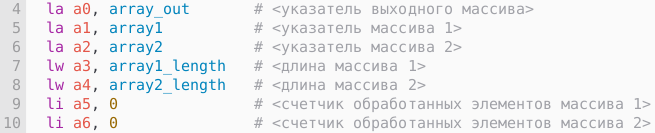 4 la a0, array_out # <указатель выходного массива>
5 la a1, array1 # <указатель массива 1>
6 la a2, array2 # <указатель массива 2>
7 lw a3, array1_length # <длина массива 1>
8 lw a4, array2_length # <длина массива 2>
9 li a5, 0 # <счетчик обработанных элементов массива 1>
10 li a6, 0 # <счетчик обработанных элементов массива 2>